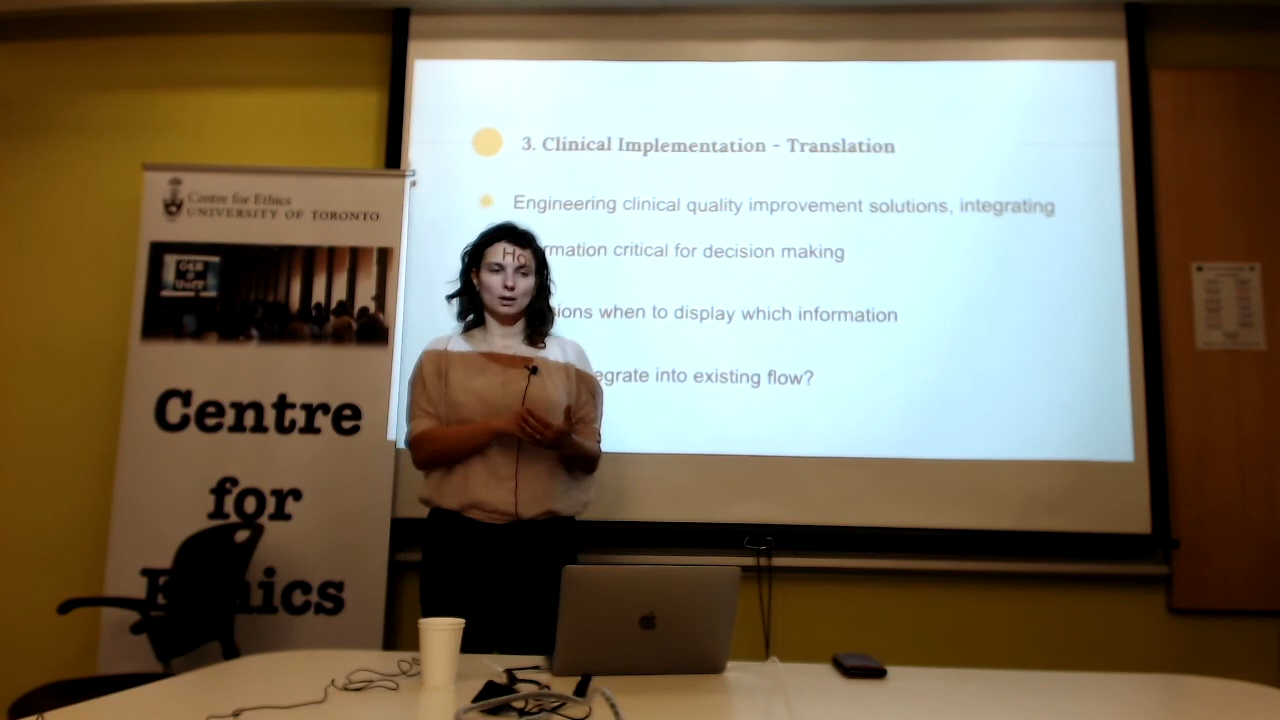 Centre for Ethics
UNIVERSITY OF TORONTO
Centre
for
3. Clinical Implementation - Translation
Engineering clinical quality improvement solutions, integrating
rmation critical for decision making
sions when to display which information
Ho
egrate into existing flow?